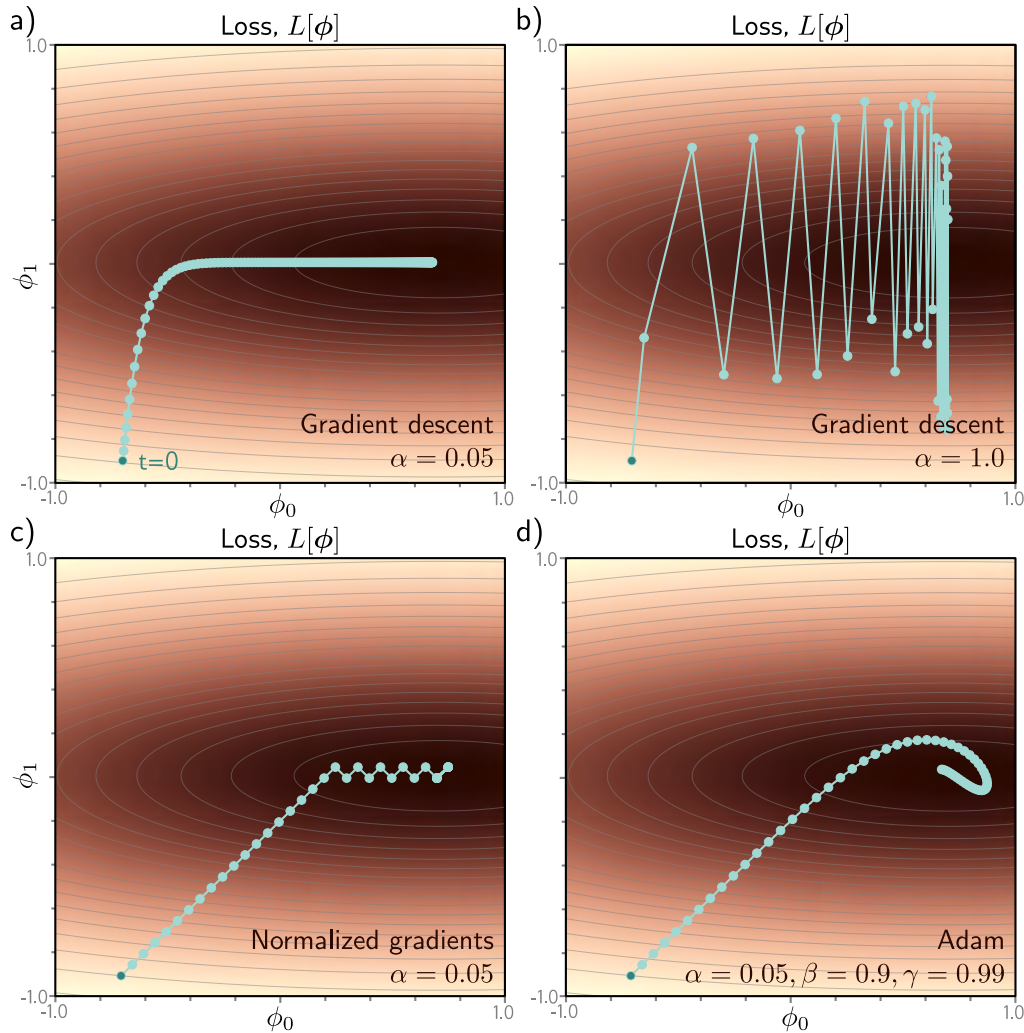 a)
Loss, L[ϕ]
1.0
ϕ₁
t=0
Gradient descent
α = 0.05
-1.0
-1.0
ϕ₀
1.0
b)
Loss, L[ϕ]
Gradient descent
α = 1.0
-1.0
ϕ₀
1.0
c)
Loss, L[ϕ]
1.0
ϕ₁
Normalized gradients
α = 0.05
-1.0
-1.0
ϕ₀
1.0
d)
Loss, L[ϕ]
Adam
α = 0.05, β = 0.9, γ = 0.99
-1.0
ϕ₀
1.0